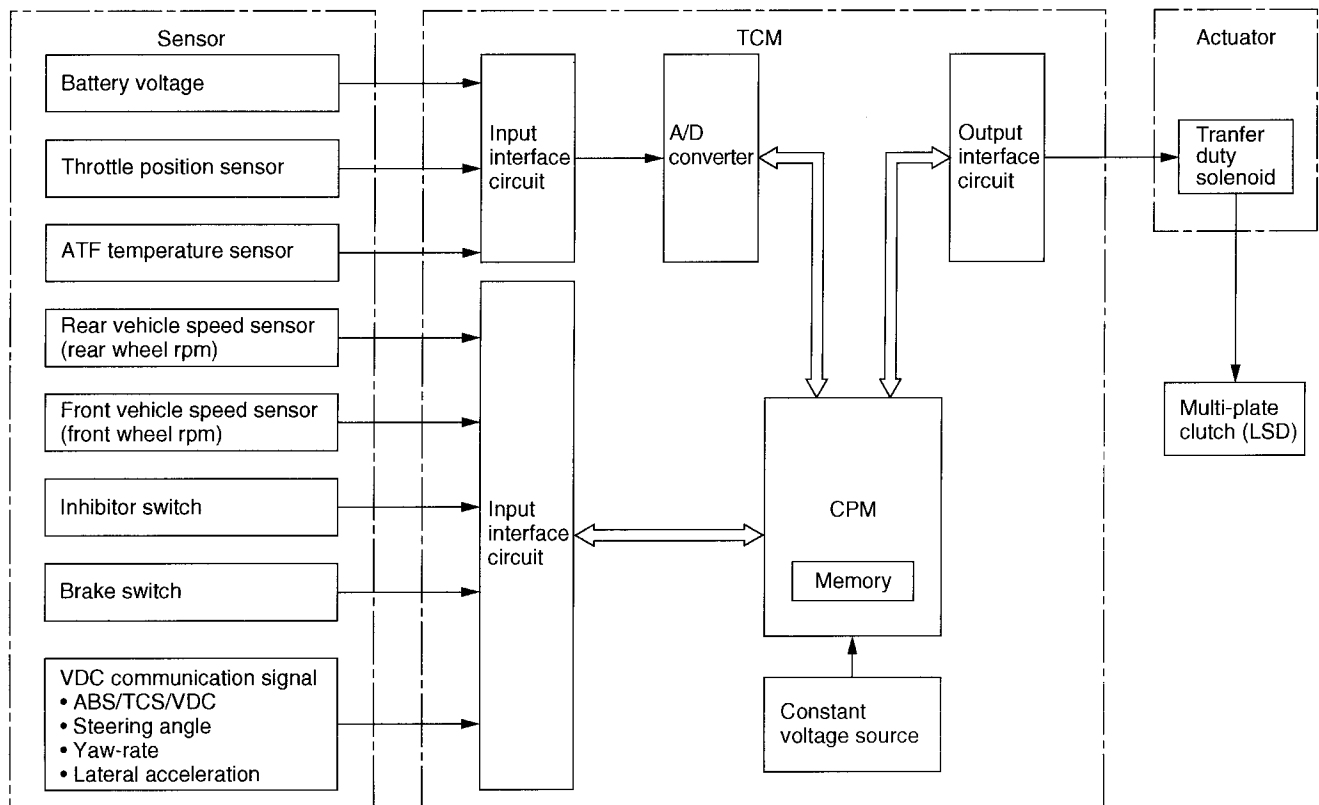 Sensor
Battery voltage
Throttle position sensor
ATF temperature sensor
Rear vehicle speed sensor
(rear wheel rpm)
Front vehicle speed sensor
(front wheel rpm)
Inhibitor switch
Brake switch
VDC communication signal
• ABS/TCS/VDC
• Steering angle
• Yaw-rate
• Lateral acceleration
TCM
Input
interface
circuit
A/D
converter
Output
interface
circuit
Input
interface
circuit
CPM
Memory
Constant
voltage source
Actuator
Tranfer
duty
solenoid
Multi-plate
clutch (LSD)